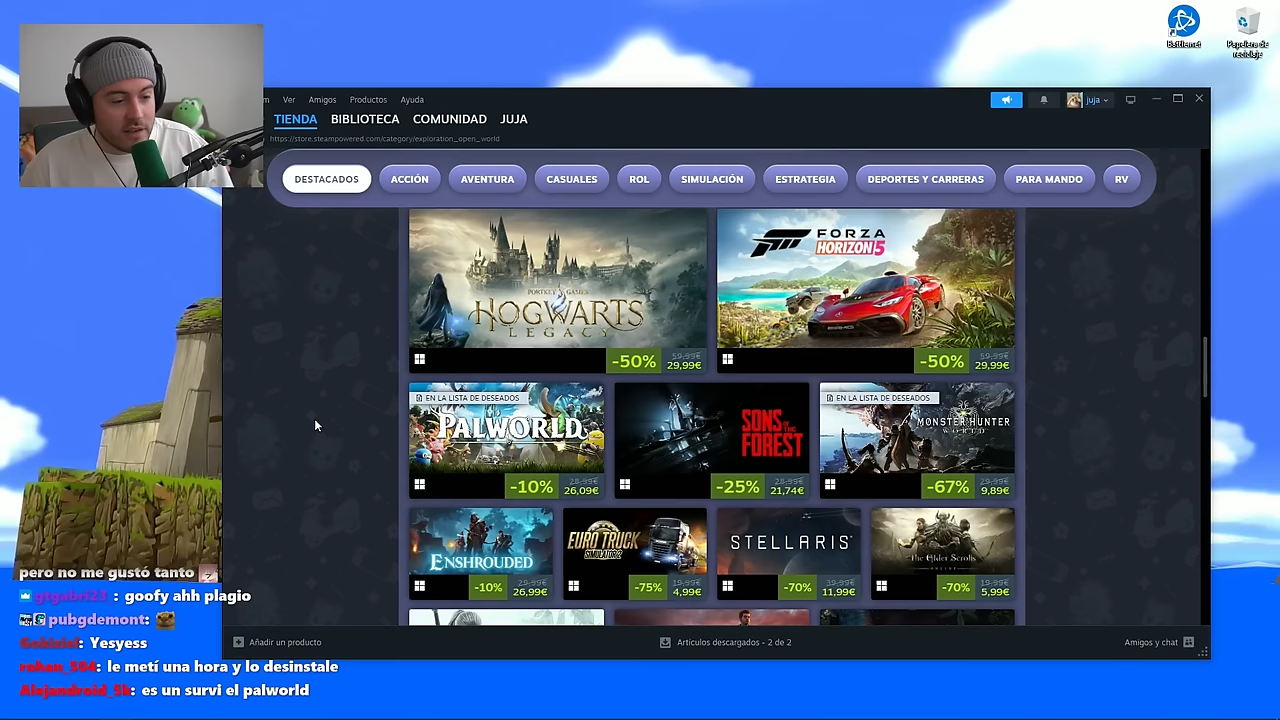 Battle.net
Papelera de reciclaje
Ver
Amigos
Productos
Ayuda
juja
TIENDA
BIBLIOTECA
COMUNIDAD
JUJA
https://store.steampowered.com/category/exploration_open_world
DESTACADOS
ACCIÓN
AVENTURA
CASUALES
ROL
SIMULACIÓN
ESTRATEGIA
DEPORTES Y CARRERAS
PARA MANDO
RV
PORTKEY GAMES
HOGWARTS
LEGACY
-50%
59,99€
29,99€
FORZA
HORIZON 5
-50%
59,99€
29,99€
EN LA LISTA DE DESEADOS
PALWORLD
-10%
28,99€
26,09€
SONS OF THE FOREST
-25%
28,99€
21,74€
EN LA LISTA DE DESEADOS
MONSTER HUNTER
WORLD
-67%
29,99€
9,89€
ENSHROUDED
-10%
29,99€
26,99€
EURO TRUCK
SIMULATOR 2
-75%
19,99€
4,99€
STELLARIS
-70%
39,99€
11,99€
The Elder Scrolls
ONLINE
-70%
19,99€
5,99€
Añadir un producto
Artículos descargados - 2 de 2
Amigos y chat
pero no me gustó tanto
gtgabri23 : goofy ahh plagio
pubgdemont:
Yesyess
rohan_504: le metí una hora y lo desinstale
Alejandroid_5k: es un survi el palworld